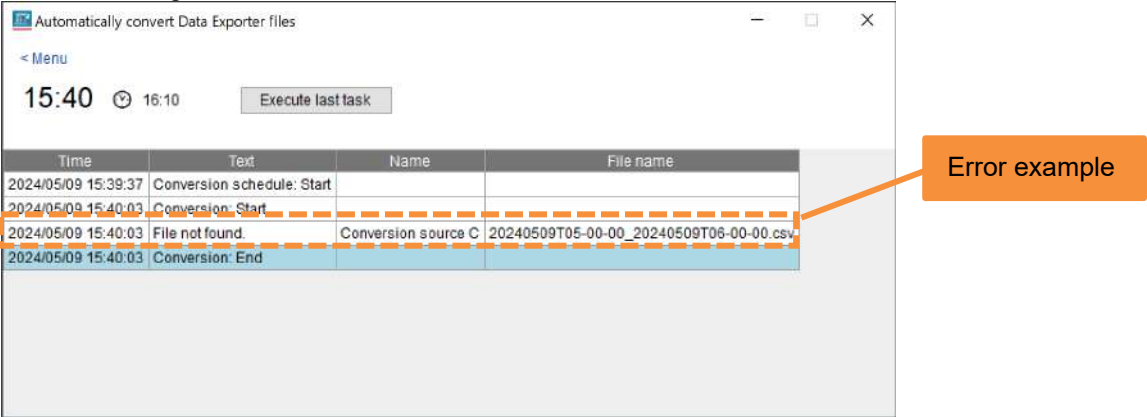 Automatically convert Data Exporter files
< Menu
15:40 16:10 Execute last task
Time Text Name File name
2024/05/09 15:39:37 Conversion schedule: Start
2024/05/09 15:40:03 Conversion: Start
2024/05/09 15:40:03 File not found. Conversion source C 20240509T05-00-00_20240509T06-00-00.csv
2024/05/09 15:40:03 Conversion: End
Error example